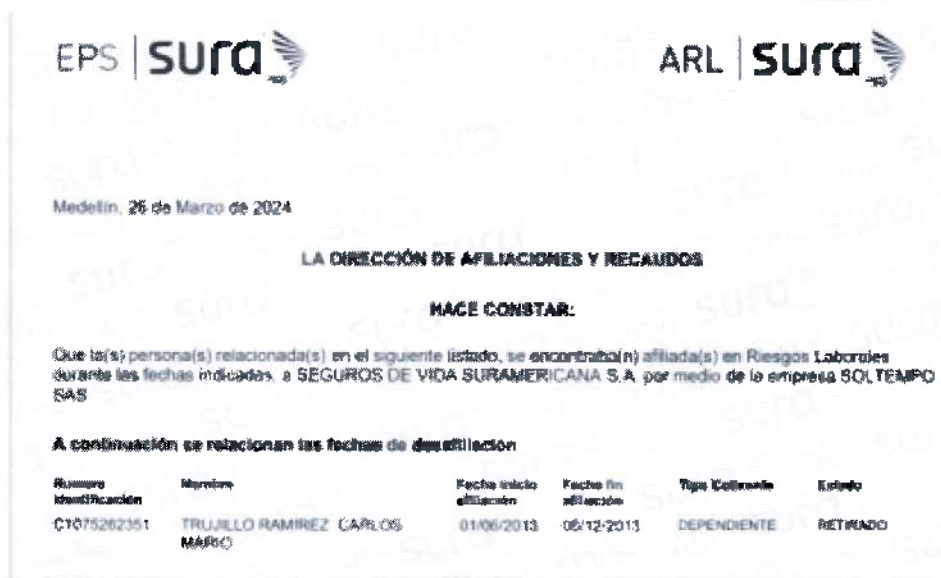 EPS sura
ARL sura
Medellín, 26 de Marzo de 2024
LA DIRECCIÓN DE AFILIACIONES Y RECAUDOS
HACE CONSTAR:
Que la(s) persona(s) relacionada(s) en el siguiente listado, se encontraba(n) afiliada(s) en Riesgos Laborales
durante las fechas indicadas, a SEGUROS DE VIDA SURAMERICANA S.A. por medio de la empresa SOLTEMPO
SAS
A continuación se relacionan las fechas de desafiliación
Número Nombre Fecha inicio Fecha fin Tipo Cotizante Estado
Identificación afiliación afiliación
C1075262351 TRUJILLO RAMIREZ CARLOS 01/06/2013 06/12/2013 DEPENDIENTE RETIRADO
MARIO